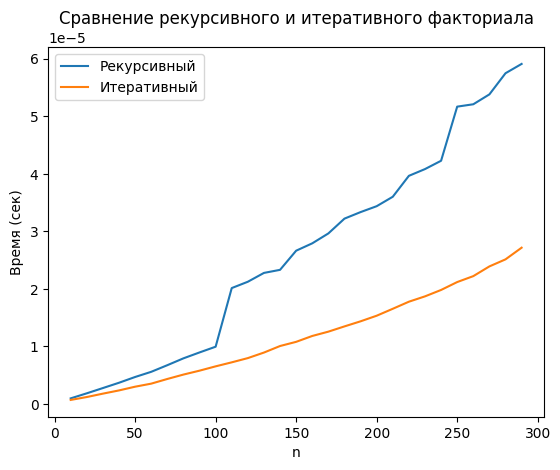 Сравнение рекурсивного и итеративного факториала
1e−5
Рекурсивный
Итеративный
6
5
4
3
2
1
0
Время (сек)
0 50 100 150 200 250 300
n